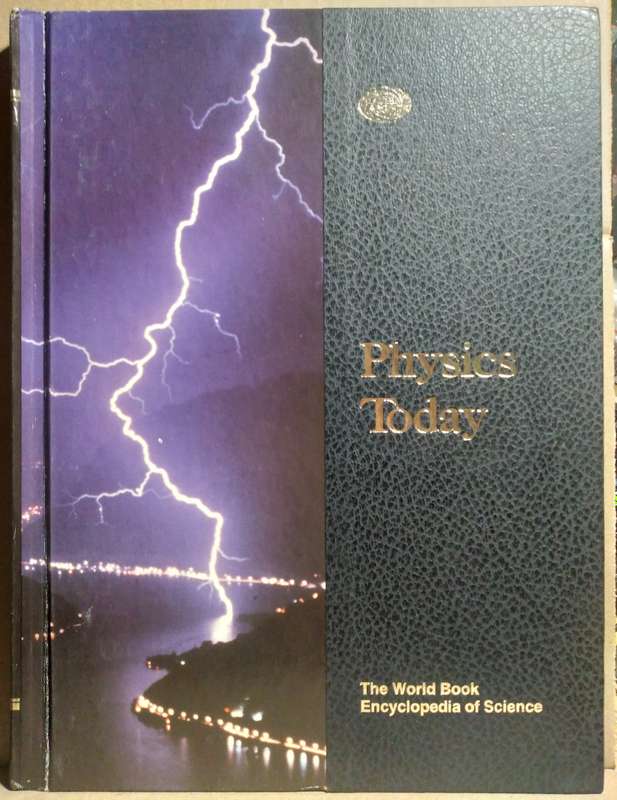 Physics
Today
The World Book
Encyclopedia of Science